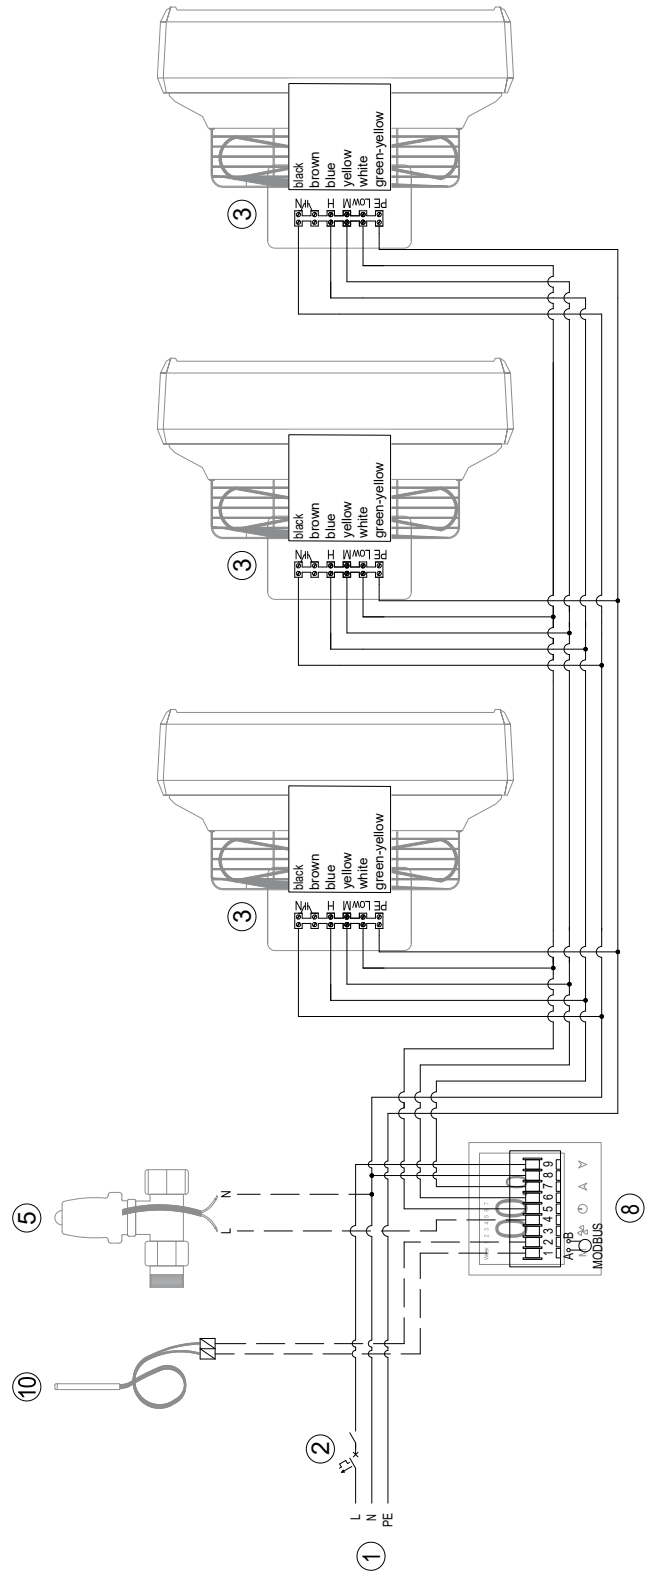 black
brown
blue
yellow
white
green-yellow
N
H
M
Low
PE
3
black
brown
blue
yellow
white
green-yellow
N
H
M
Low
PE
3
black
brown
blue
yellow
white
green-yellow
N
H
M
Low
PE
3
5
N
L
10
2
L
N
PE
1
1 2 3 4 5 6 7 8 9
A
B
MODBUS
8